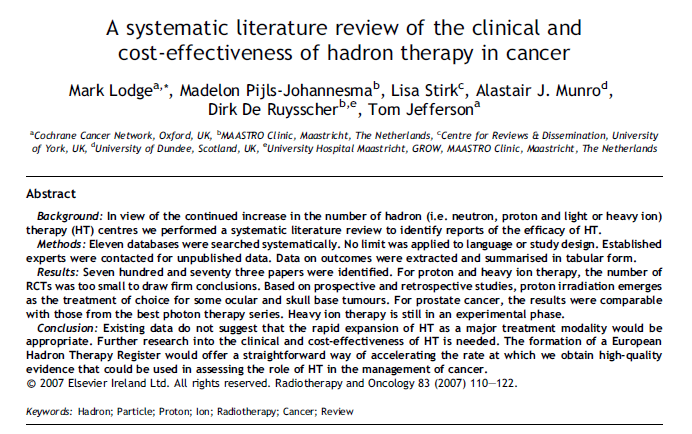 A systematic literature review of the clinical and
cost-effectiveness of hadron therapy in cancer
Mark Lodgea,*, Madelon Pijls-Johannesmab, Lisa Stirkc, Alastair J. Munrod,
Dirk De Ruysscherb,e, Tom Jeffersona
aCochrane Cancer Network, Oxford, UK, bMAASTRO Clinic, Maastricht, The Netherlands, cCentre for Reviews & Dissemination, University
of York, UK, dUniversity of Dundee, Scotland, UK, eUniversity Hospital Maastricht, GROW, MAASTRO Clinic, Maastricht, The Netherlands
Abstract
Background: In view of the continued increase in the number of hadron (i.e. neutron, proton and light or heavy ion)
therapy (HT) centres we performed a systematic literature review to identify reports of the efficacy of HT.
Methods: Eleven databases were searched systematically. No limit was applied to language or study design. Established
experts were contacted for unpublished data. Data on outcomes were extracted and summarised in tabular form.
Results: Seven hundred and seventy three papers were identified. For proton and heavy ion therapy, the number of
RCTs was too small to draw firm conclusions. Based on prospective and retrospective studies, proton irradiation emerges
as the treatment of choice for some ocular and skull base tumours. For prostate cancer, the results were comparable
with those from the best photon therapy series. Heavy ion therapy is still in an experimental phase.
Conclusion: Existing data do not suggest that the rapid expansion of HT as a major treatment modality would be
appropriate. Further research into the clinical and cost-effectiveness of HT is needed. The formation of a European
Hadron Therapy Register would offer a straightforward way of accelerating the rate at which we obtain high-quality
evidence that could be used in assessing the role of HT in the management of cancer.
© 2007 Elsevier Ireland Ltd. All rights reserved. Radiotherapy and Oncology 83 (2007) 110–122.
Keywords: Hadron; Particle; Proton; Ion; Radiotherapy; Cancer; Review